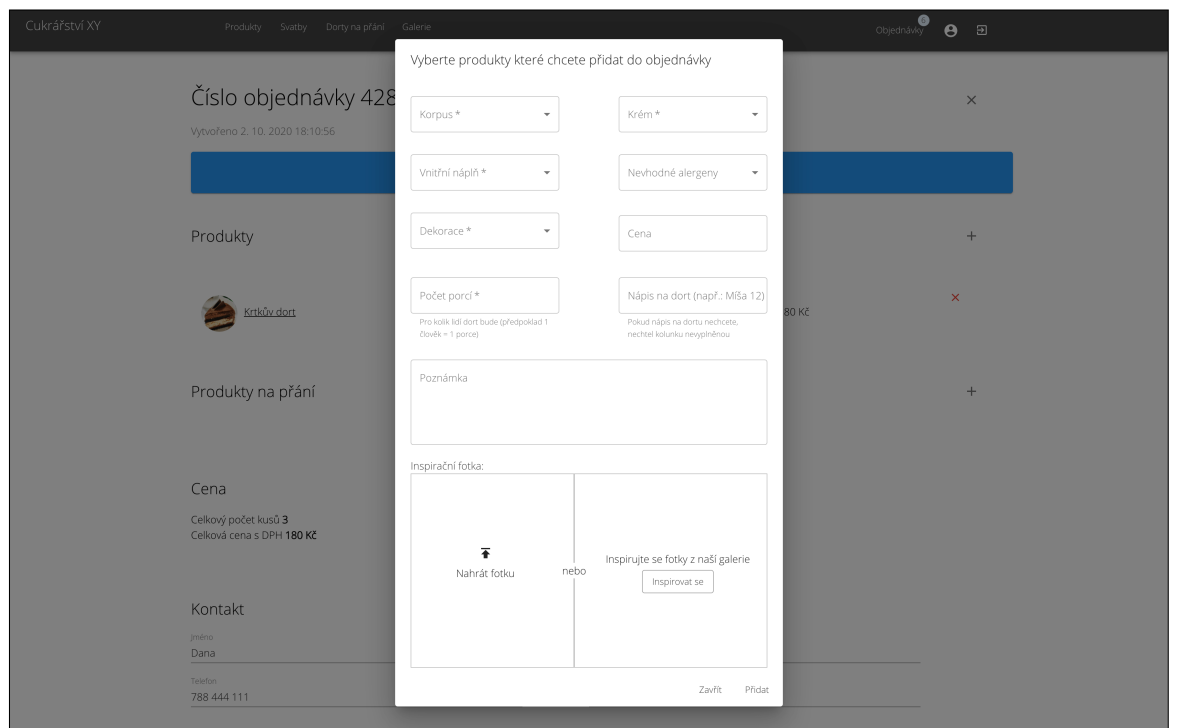 Cukrářství XY
Produkty Svatby Dorty na přání Galerie
Objednávky 6
Číslo objednávky 428
Vytvořeno 2. 10. 2020 18:10:56
Produkty
Krtkův dort
80 Kč
Produkty na přání
Cena
Celkový počet kusů 3
Celková cena s DPH 180 Kč
Kontakt
Jméno
Dana
Telefon
788 444 111
Vyberte produkty které chcete přidat do objednávky
Korpus *
Krém *
Vnitřní náplň *
Nevhodné alergeny
Dekorace *
Cena
Počet porcí *
Pro kolik lidí dort bude (předpoklad 1
člověk = 1 porce)
Nápis na dort (např.: Míša 12)
Pokud nápis na dortu nechcete,
nechtel kolunku nevyplněnou
Poznámka
Inspirační fotka:
Nahrát fotku
nebo
Inspirujte se fotky z naší galerie
Inspirovat se
Zavřít Přidat